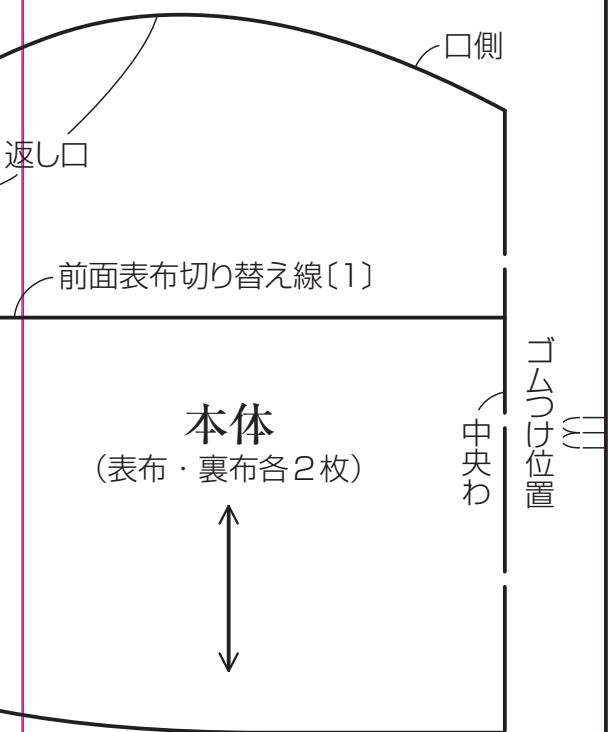 口側
返し口
前面表布切り替え線〔1〕
本体
（表布・裏布各2枚）
中央わ
ゴムつけ位置